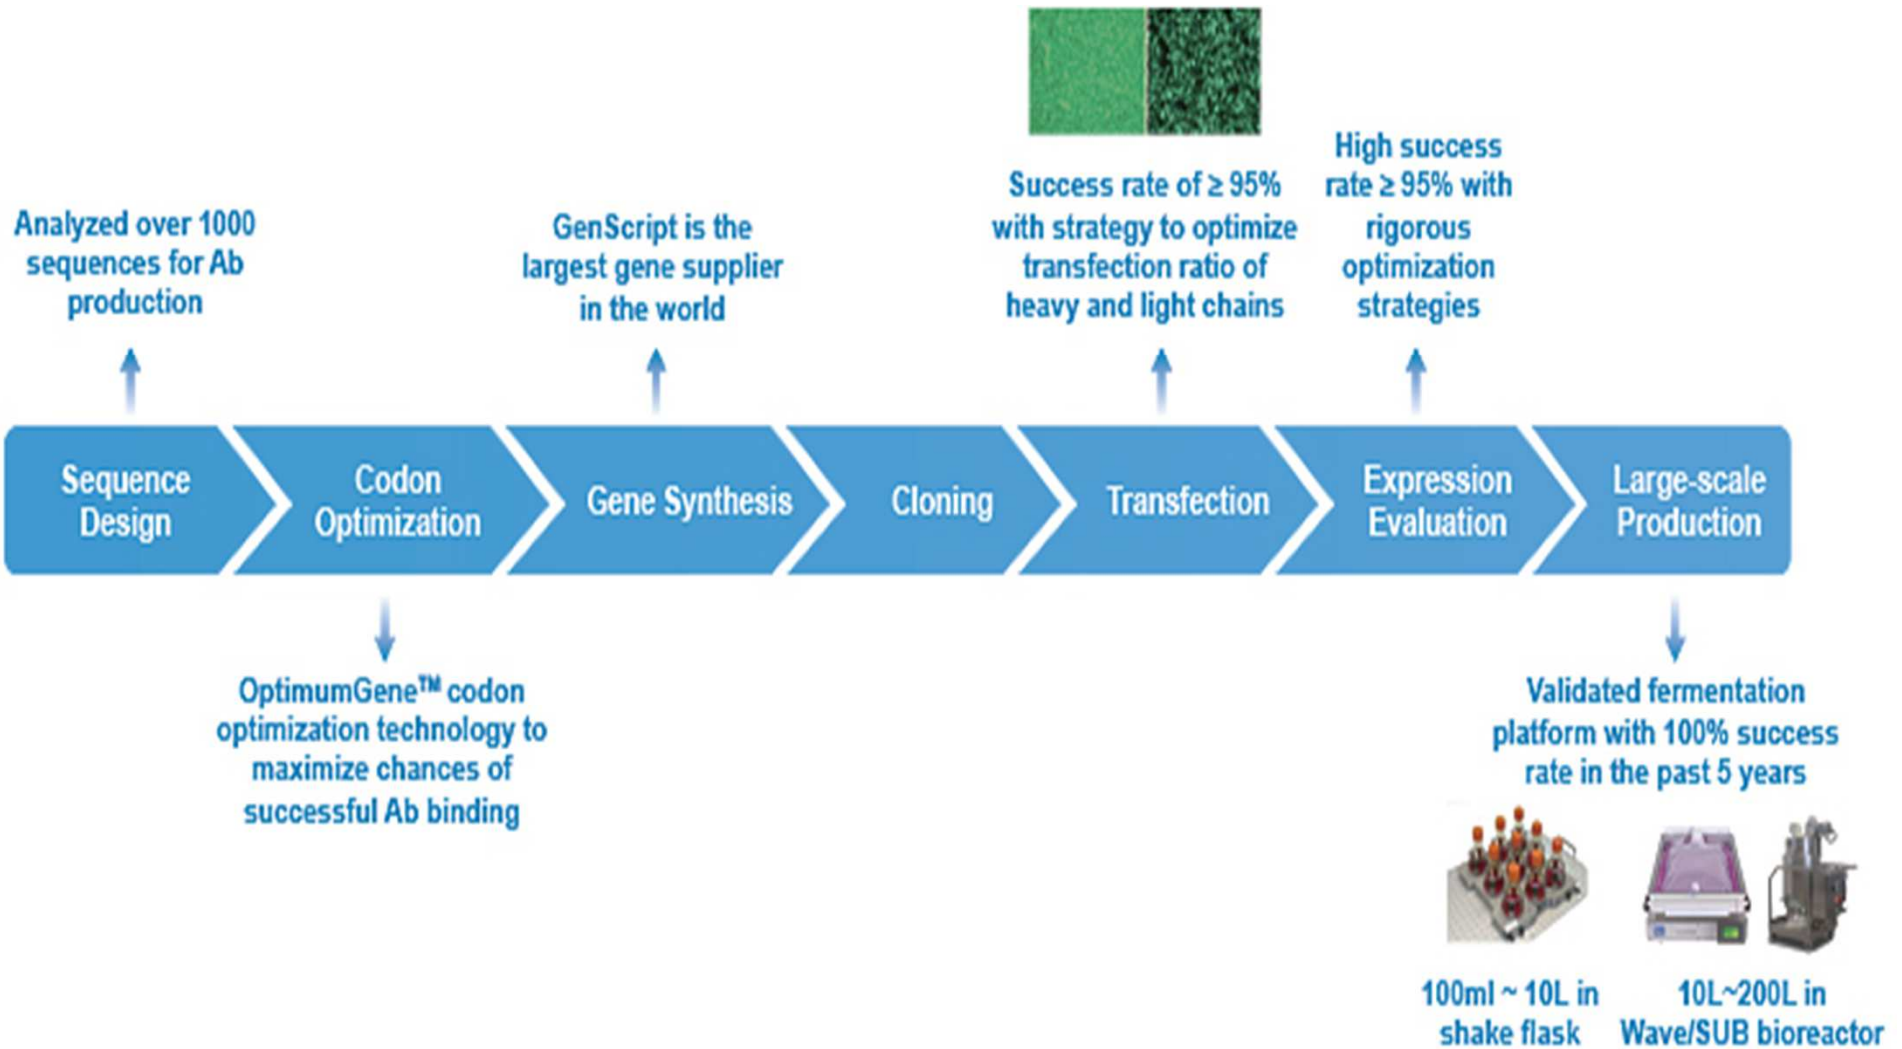 Analyzed over 1000
sequences for Ab
production
GenScript is the
largest gene supplier
in the world
Success rate of ≥ 95%
with strategy to optimize
transfection ratio of
heavy and light chains
High success
rate ≥ 95% with
rigorous
optimization
strategies
Sequence
Design
Codon
Optimization
Gene Synthesis
Cloning
Transfection
Expression
Evaluation
Large-scale
Production
OptimumGene™ codon
optimization technology to
maximize chances of
successful Ab binding
Validated fermentation
platform with 100% success
rate in the past 5 years
100ml ~ 10L in
shake flask
10L~200L in
Wave/SUB bioreactor